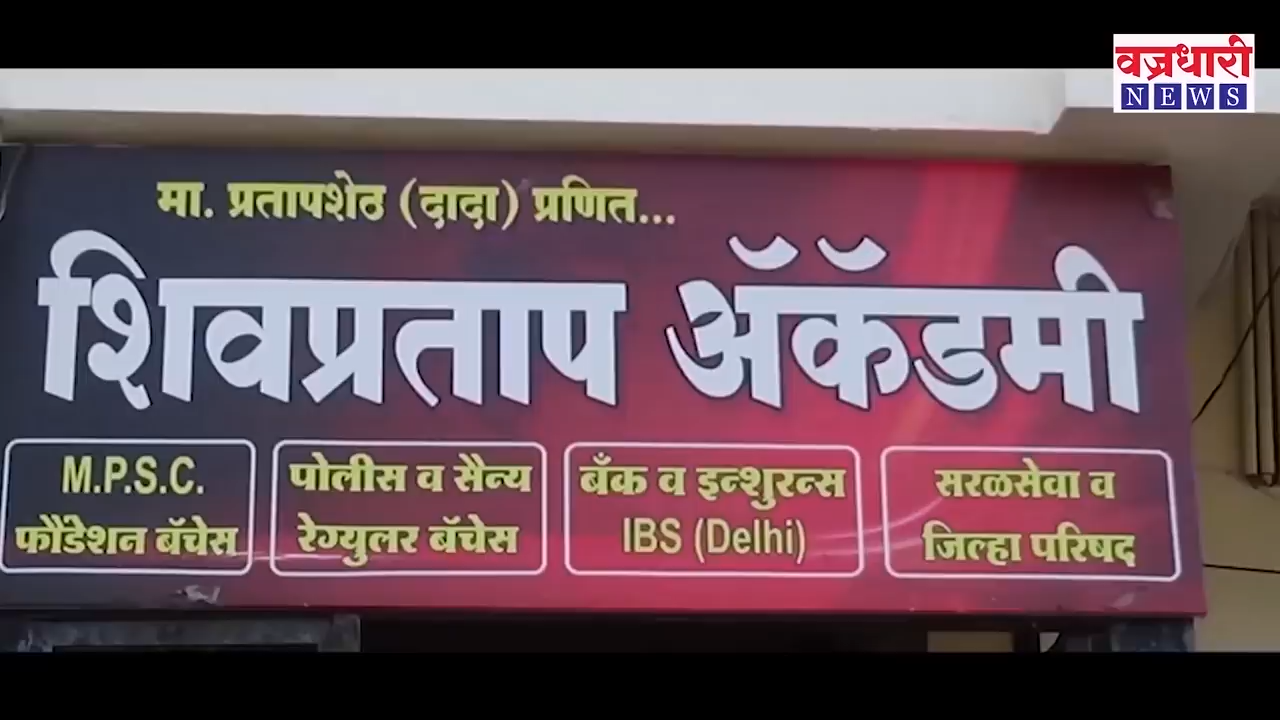 वज्रधारी
NEWS
मा. प्रतापशेठ (दादा) प्रणित...
शिवप्रताप ॲकॅडमी
M.P.S.C.
फौंडेशन बॅचेस
पोलीस व सैन्य
रेग्युलर बॅचेस
बँक व इन्शुरन्स
IBS (Delhi)
सरळसेवा व
जिल्हा परिषद